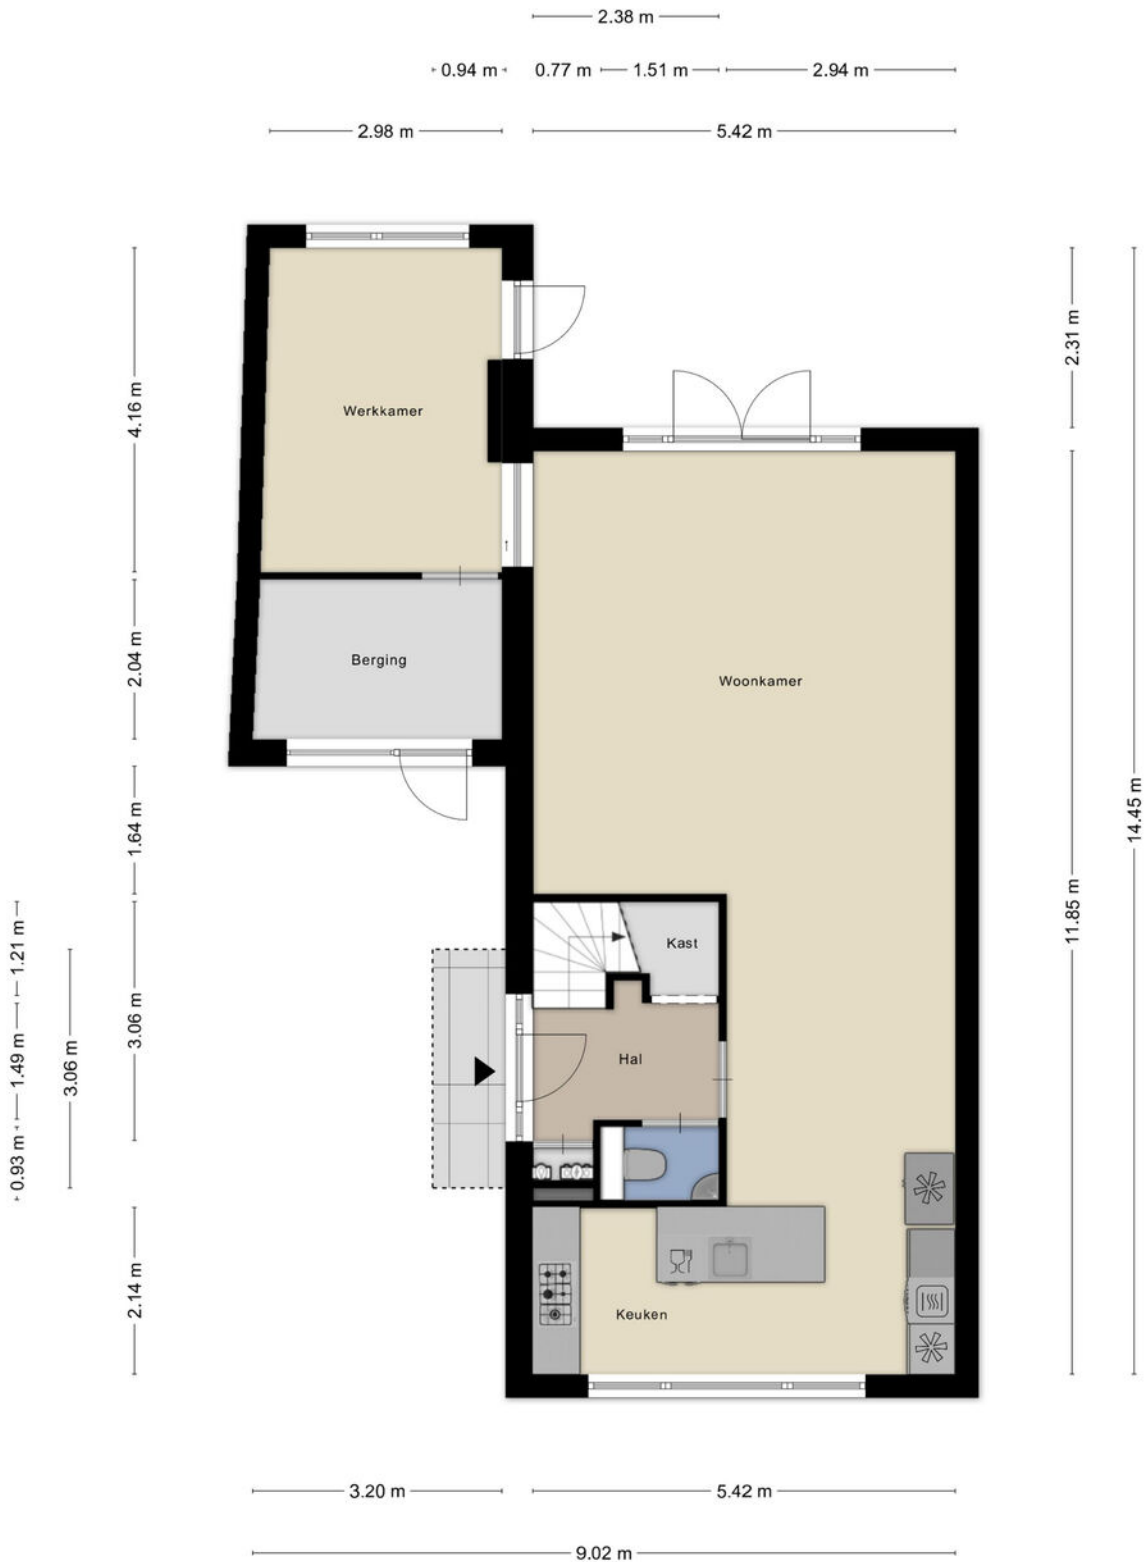 2.38 m
0.94 m
0.77 m
1.51 m
2.94 m
2.98 m
5.42 m
2.31 m
4.16 m
Werkkamer
2.04 m
Berging
Woonkamer
14.45 m
1.64 m
11.85 m
1.21 m
Kast
3.06 m
1.49 m
3.06 m
Hal
0.93 m
2.14 m
Keuken
3.20 m
5.42 m
9.02 m